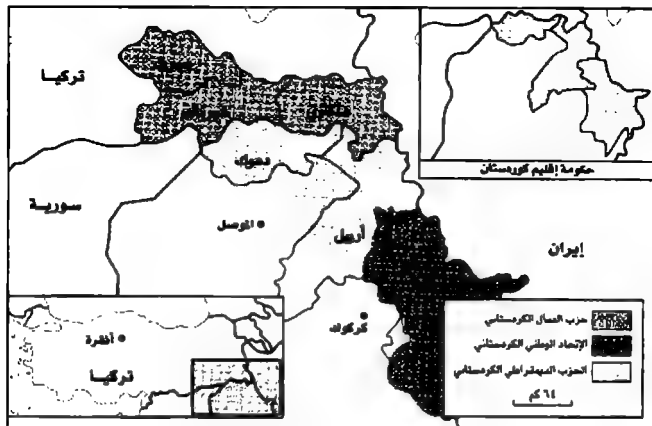 تركيا
دهوك
سورية
الموصل
أربيل
إيران
كركوك
حكومة إقليم كوردستان
أنقرة
تركيا
حزب العمال الكردستاني
الإتحاد الوطني الكردستاني
الحزب الديمقراطي الكردستاني
٦٤ كم